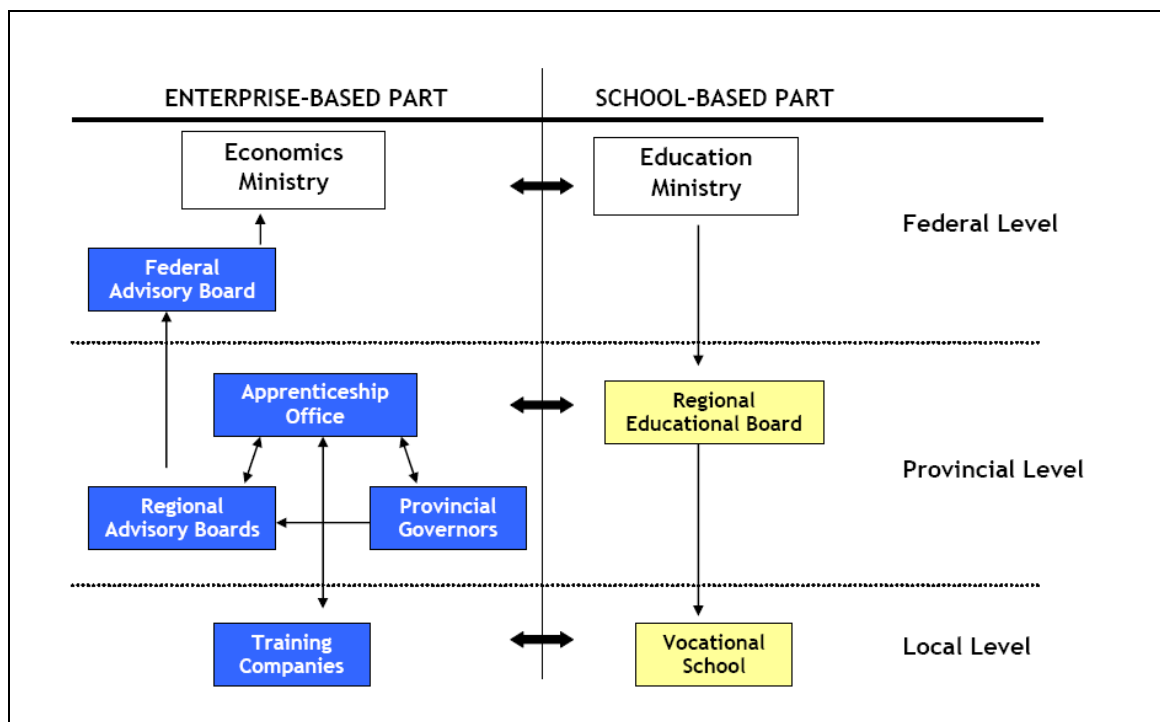 ENTERPRISE-BASED PART
SCHOOL-BASED PART
Economics
Ministry
Education
Ministry
Federal Level
Federal
Advisory Board
Apprenticeship
Office
Regional
Educational Board
Provincial Level
Regional
Advisory Boards
Provincial
Governors
Training
Companies
Vocational
School
Local Level